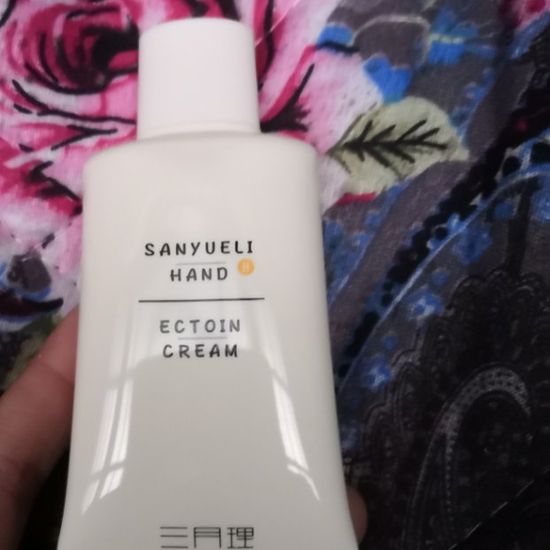 SANYUELI
HAND H
ECTOIN
CREAM
三月理